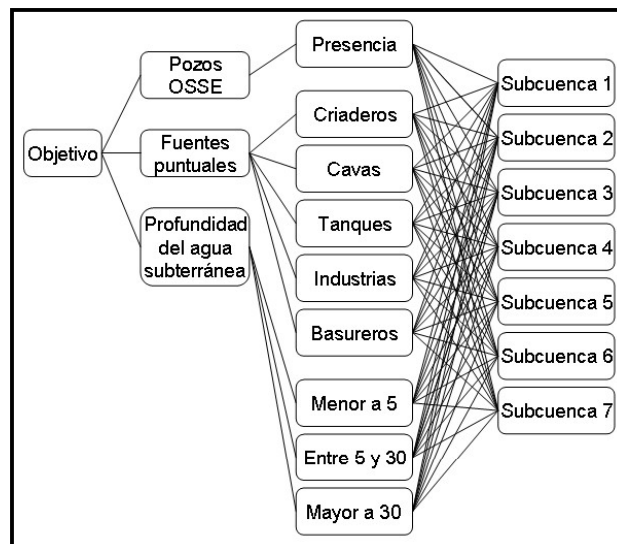 Objetivo
Pozos
OSSE
Fuentes
puntuales
Profundidad
del agua
subterránea
Presencia
Criaderos
Cavas
Tanques
Industrias
Basureros
Menor a 5
Entre 5 y 30
Mayor a 30
Subcuenca 1
Subcuenca 2
Subcuenca 3
Subcuenca 4
Subcuenca 5
Subcuenca 6
Subcuenca 7